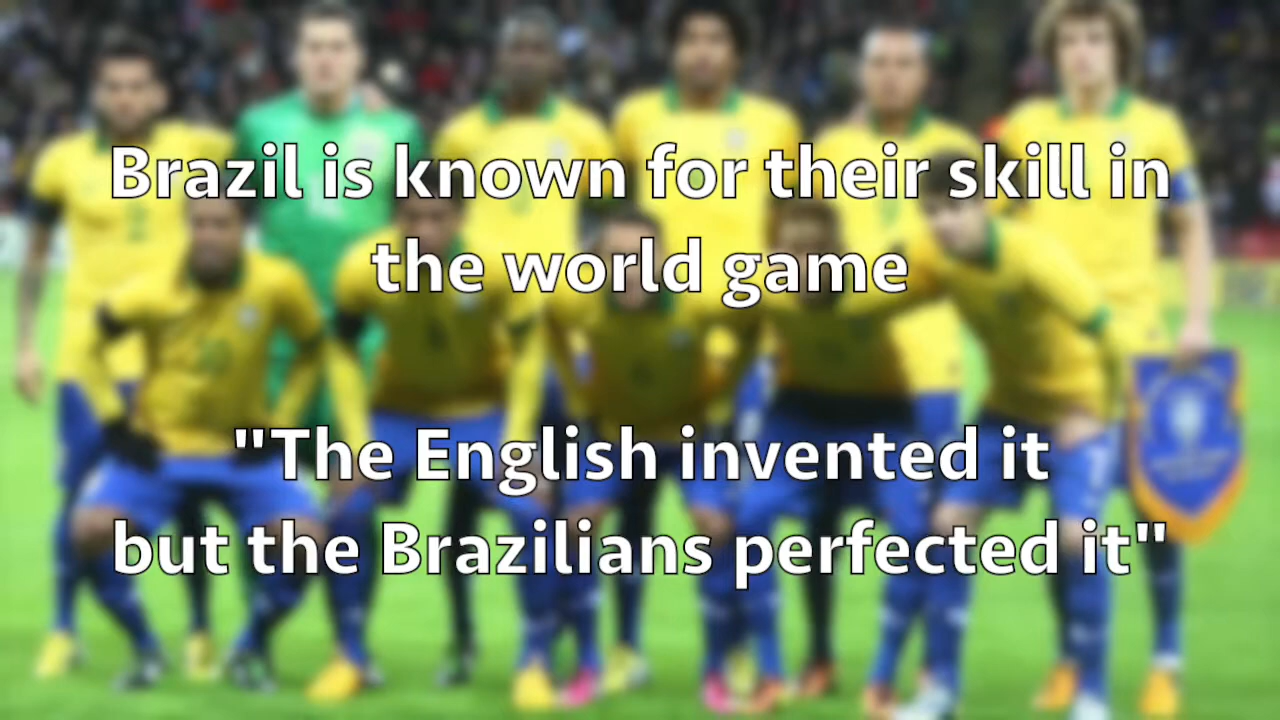 Brazil is known for their skill in
the world game
"The English invented it
but the Brazilians perfected it"